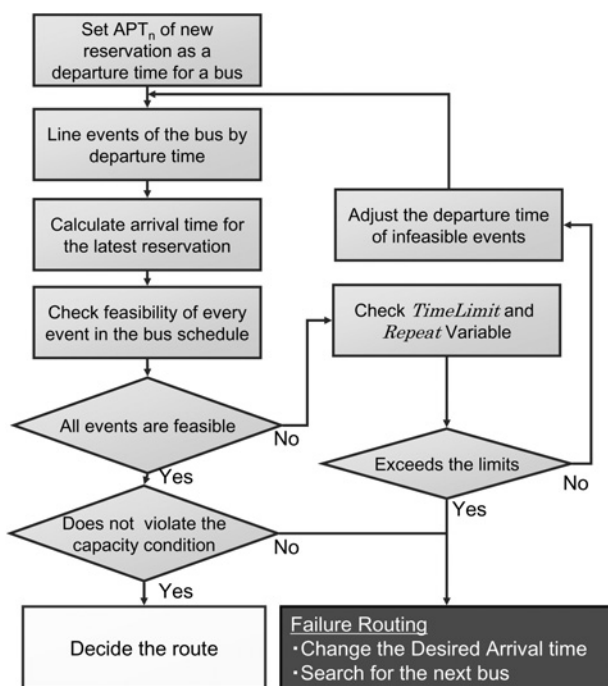 Set APTn of new
reservation as a
departure time for a bus
Line events of the bus by
departure time
Calculate arrival time for
the latest reservation
Adjust the departure time
of infeasible events
Check feasibility of every
event in the bus schedule
Check TimeLimit and
Repeat Variable
All events are feasible
No
Yes
Exceeds the limits
No
Yes
Does not violate the
capacity condition
No
Yes
Decide the route
Failure Routing
・Change the Desired Arrival time
・Search for the next bus